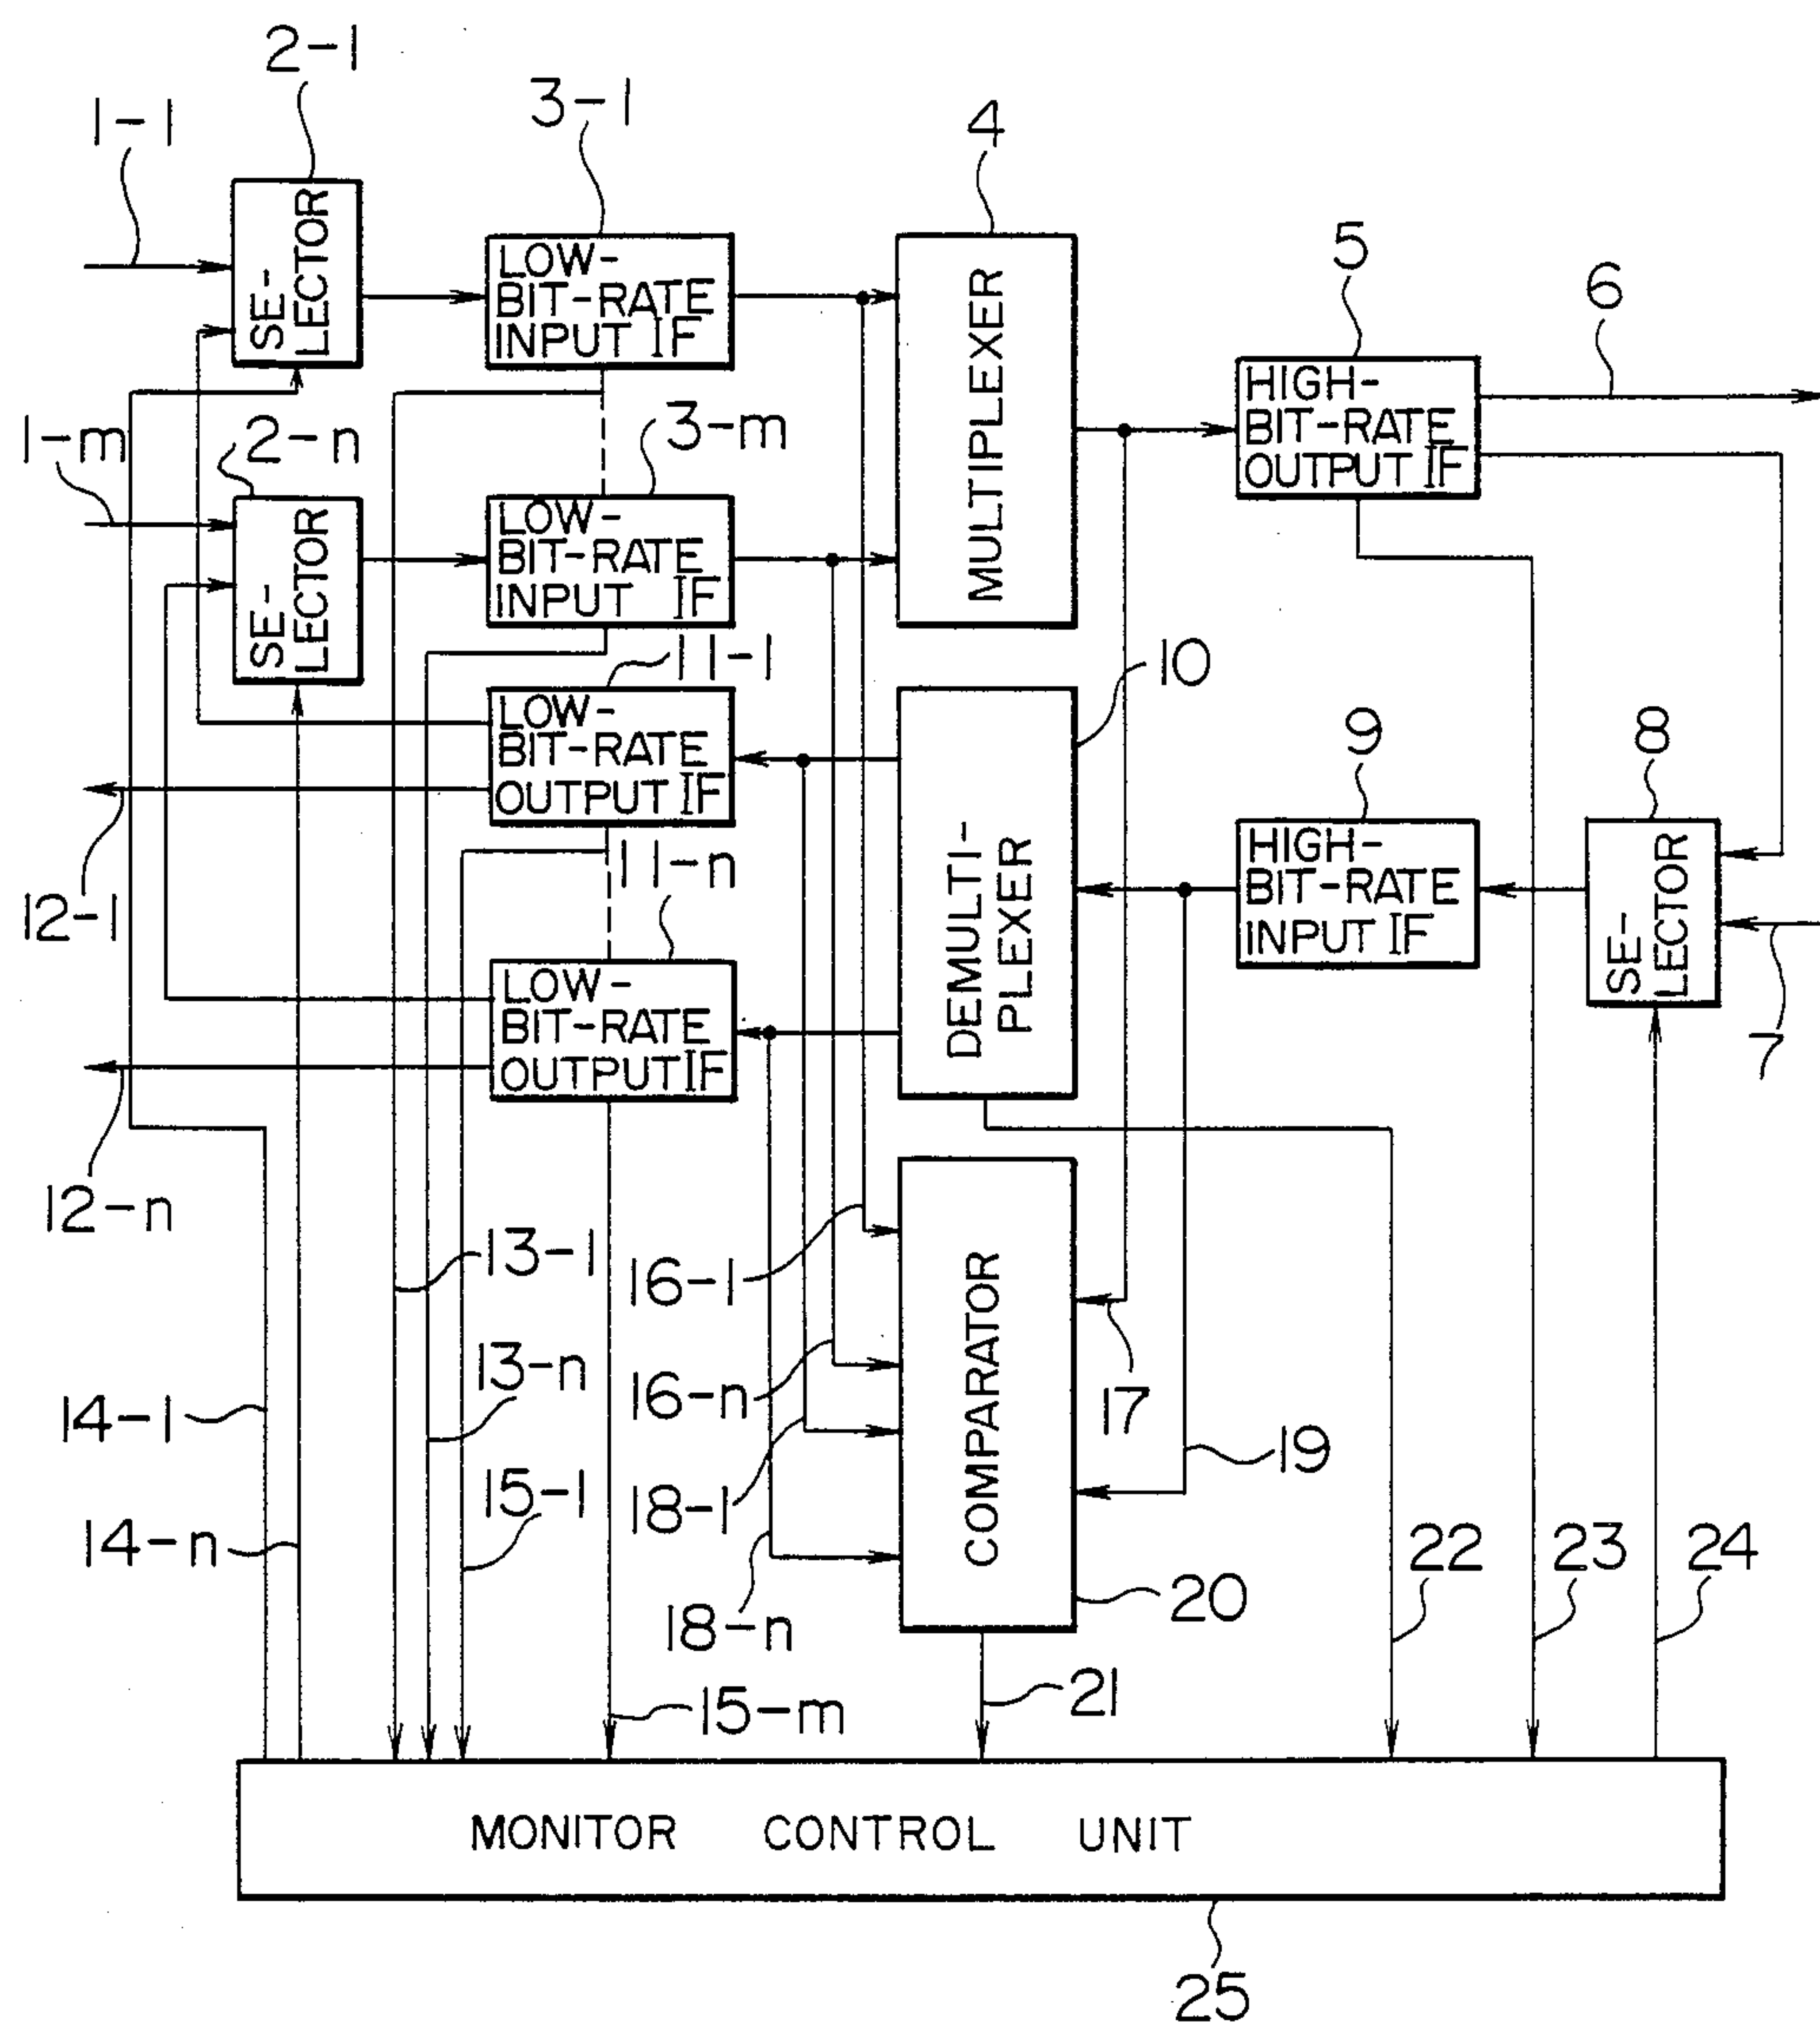 2-1
3-1
1-1
4
SE-
LECTOR
LOW-
BIT-RATE
INPUT IF
MULTIPLEXER
5
6
HIGH-
BIT-RATE
OUTPUT IF
1-m
2-n
3-m
SE-
LECTOR
LOW-
BIT-RATE
INPUT IF
11-1
10
LOW-
BIT-RATE
OUTPUT IF
9
8
DEMULTI-
PLEXER
HIGH-
BIT-RATE
INPUT IF
SE-
LECTOR
12-1
11-n
7
LOW-
BIT-RATE
OUTPUT IF
12-n
13-1
16-1
COMPARATOR
13-n
16-n
17
14-1
19
15-1
18-1
14-n
22
23
24
18-n
20
15-m
21
MONITOR CONTROL UNIT
25